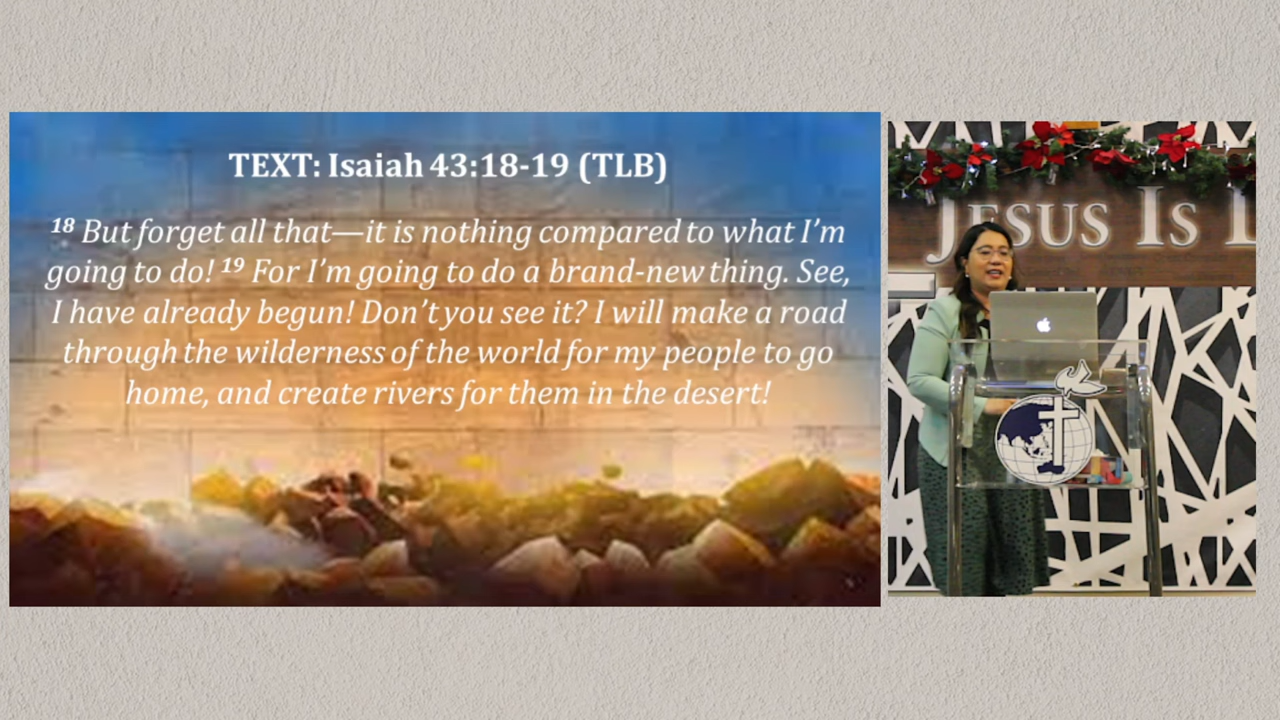 TEXT: Isaiah 43:18-19 (TLB)
18 But forget all that—it is nothing compared to what I’m
going to do! 19 For I’m going to do a brand-new thing. See,
I have already begun! Don’t you see it? I will make a road
through the wilderness of the world for my people to go
home, and create rivers for them in the desert!
JESUS IS L